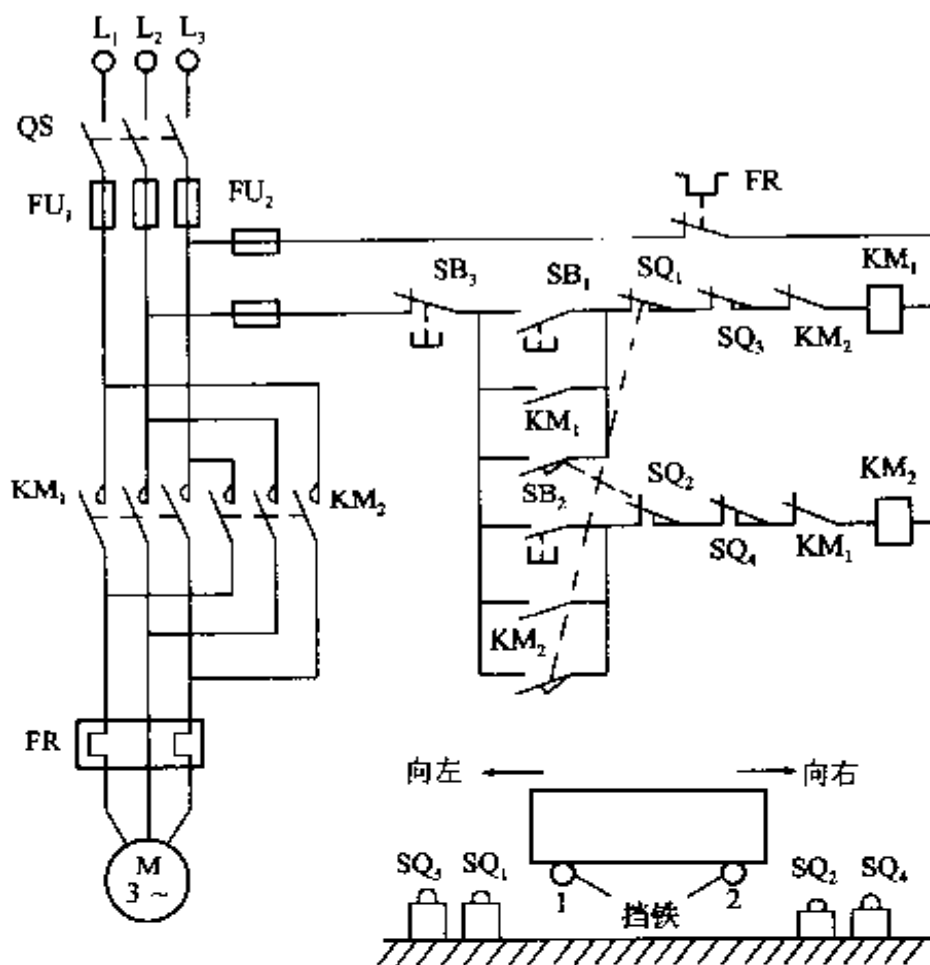 L₁ L₂ L₃
QS
FU₁
FU₂
FR
SB₃
SB₁
SQ₁
KM₁
SQ₃
KM₂
KM₁
SB₂
SQ₂
KM₂
SQ₄
KM₁
KM₁
KM₂
KM₂
FR
向左
向右
M
3 ~
SQ₃
SQ₁
1
挡铁
2
SQ₂
SQ₄